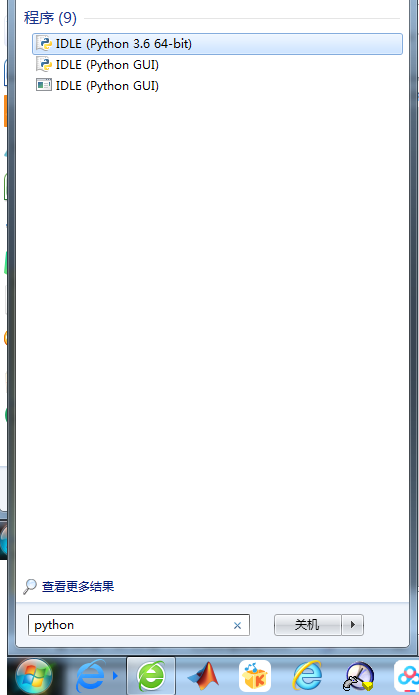 程序 (9)
IDLE (Python 3.6 64-bit)
IDLE (Python GUI)
IDLE (Python GUI)
查看更多结果
python
关机